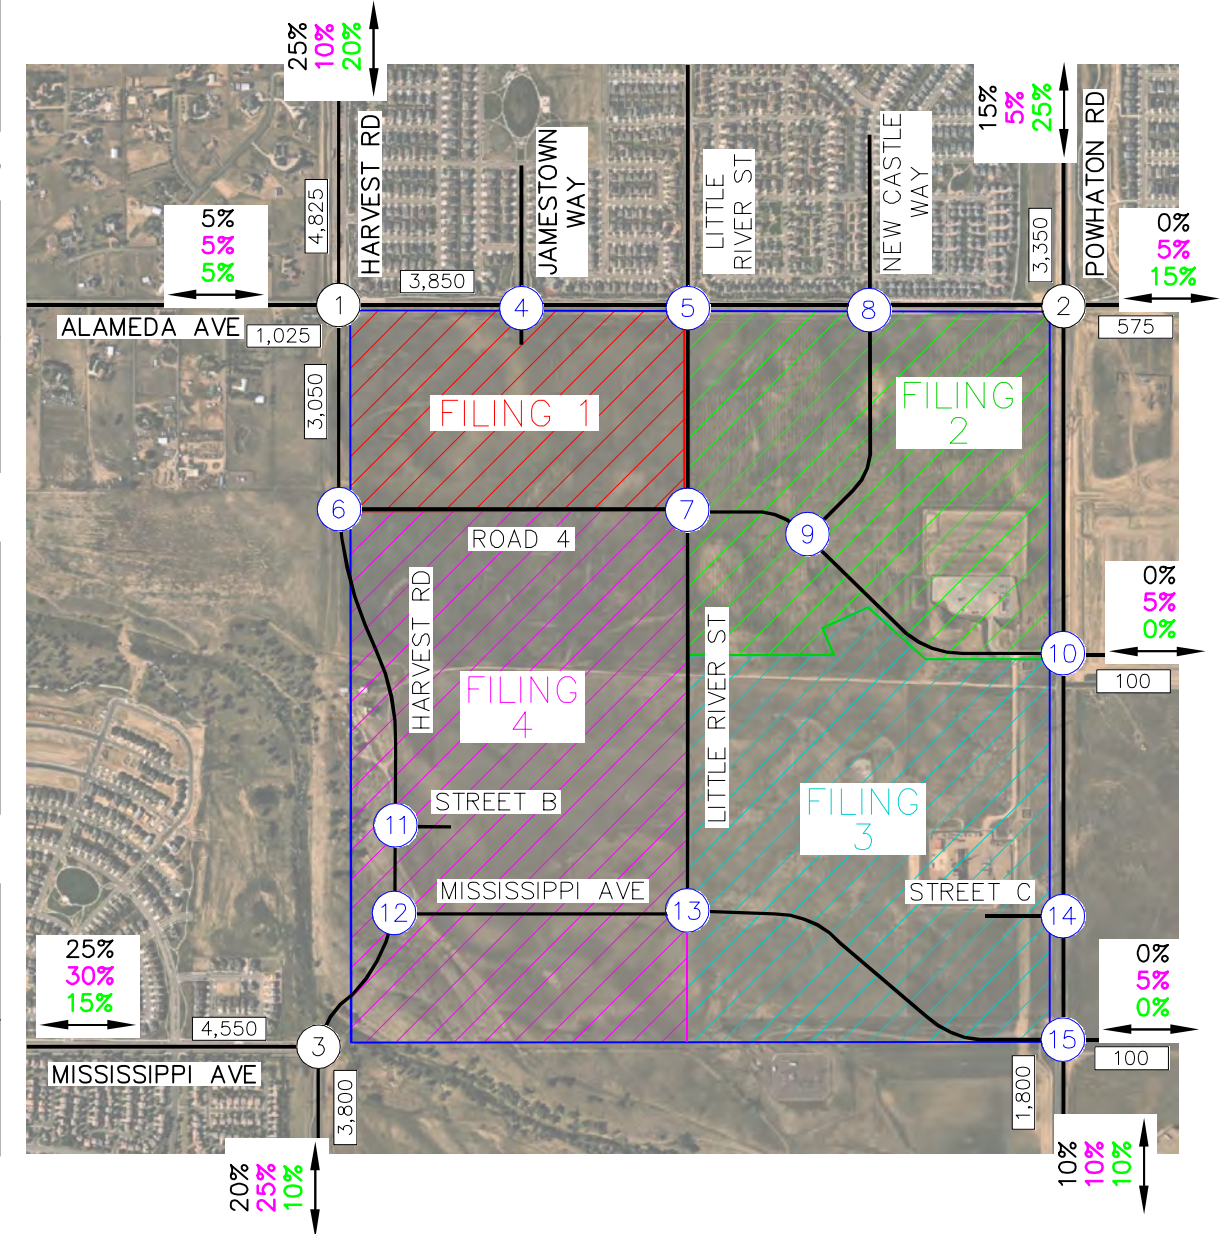 25%
10%
20%
15%
5%
25%
HARVEST RD
JAMESTOWN
WAY
LITTLE
RIVER ST
NEW CASTLE
WAY
POWHATON RD
4,825
3,350
5%
5%
5%
0%
5%
15%
3,850
1
4
5
8
2
ALAMEDA AVE
1,025
575
3,050
FILING 1
FILING
2
6
7
9
ROAD 4
HARVEST RD
LITTLE RIVER ST
0%
5%
0%
10
100
FILING
4
FILING
3
STREET B
11
MISSISSIPPI AVE
STREET C
12
13
14
25%
30%
15%
0%
5%
0%
4,550
3
15
100
MISSISSIPPI AVE
3,800
1,800
20%
25%
10%
10%
10%
10%